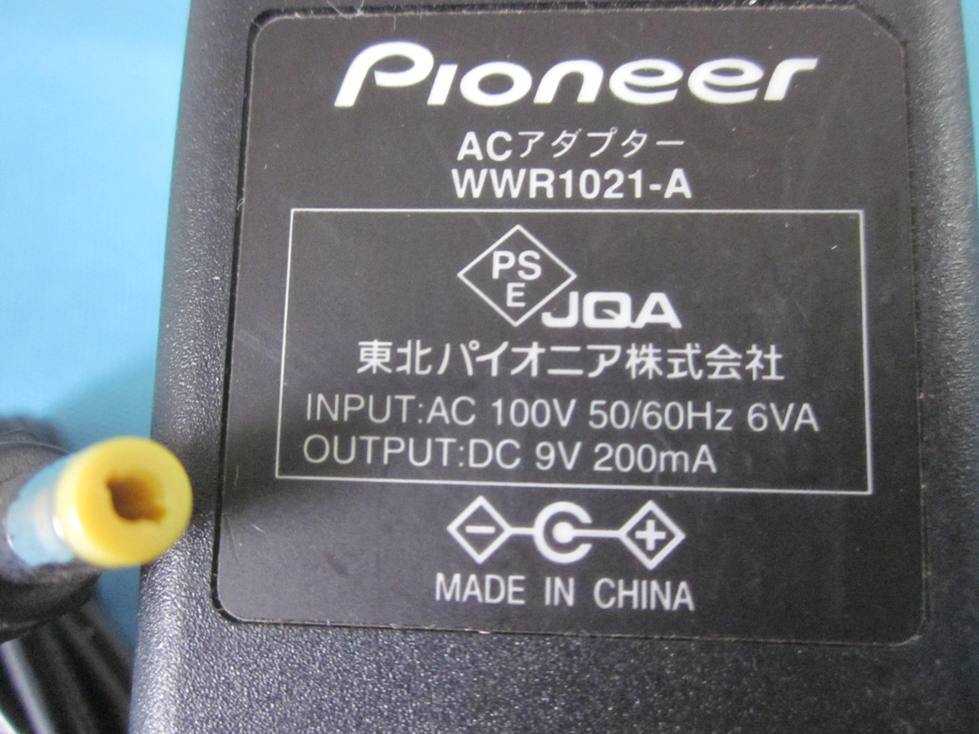 Pioneer
ACアダプター
WWR1021-A
PS
E
JQA
東北パイオニア株式会社
INPUT:AC 100V 50/60Hz 6VA
OUTPUT:DC 9V 200mA
- +
MADE IN CHINA